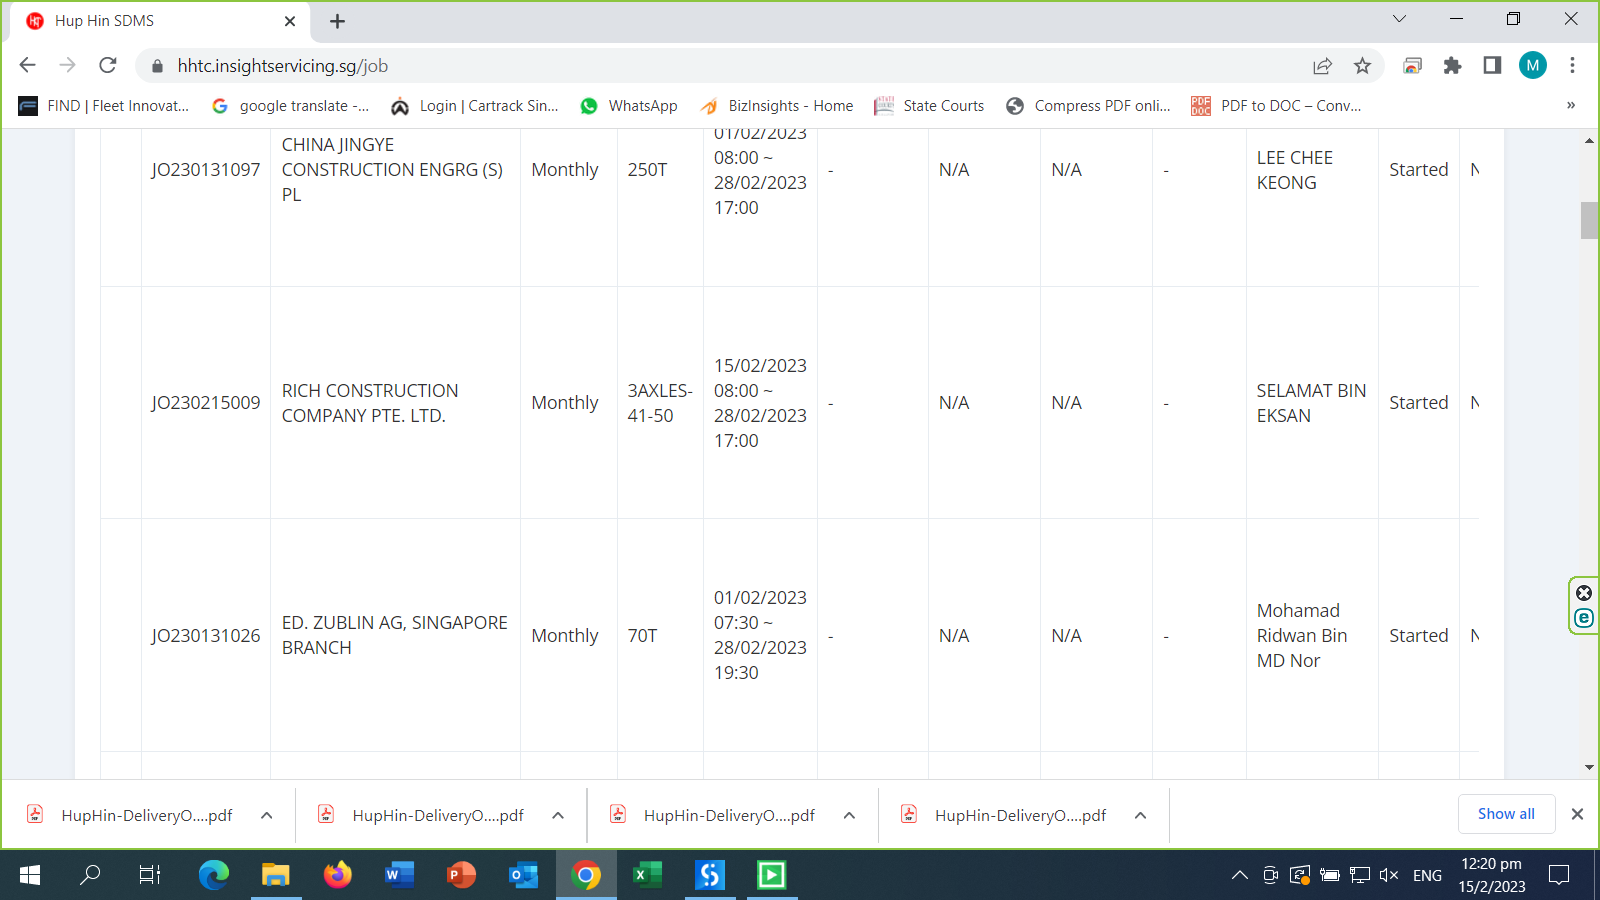 Hup Hin SDMS
hhtc.insightservicing.sg/job
M
FIND | Fleet Innovat...
google translate -...
Login | Cartrack Sin...
WhatsApp
BizInsights - Home
State Courts
Compress PDF onli...
PDF to DOC – Conv...
»
JO230131097
CHINA JINGYE
CONSTRUCTION ENGRG (S)
PL
Monthly
250T
01/02/2023
08:00 ~
28/02/2023
17:00
-
N/A
N/A
-
LEE CHEE
KEONG
Started
JO230215009
RICH CONSTRUCTION
COMPANY PTE. LTD.
Monthly
3AXLES-
41-50
15/02/2023
08:00 ~
28/02/2023
17:00
-
N/A
N/A
-
SELAMAT BIN
EKSAN
Started
JO230131026
ED. ZUBLIN AG, SINGAPORE
BRANCH
Monthly
70T
01/02/2023
07:30 ~
28/02/2023
19:30
-
N/A
N/A
-
Mohamad
Ridwan Bin
MD Nor
Started
HupHin-DeliveryO....pdf
HupHin-DeliveryO....pdf
HupHin-DeliveryO....pdf
HupHin-DeliveryO....pdf
Show all
ENG
12:20 pm
15/2/2023